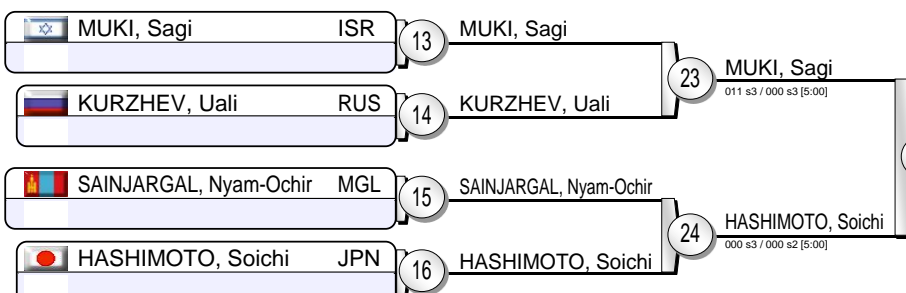 MUKI, Sagi ISR
13 MUKI, Sagi
23 MUKI, Sagi
011 s3 / 000 s3 [5:00]
KURZHEV, Uali RUS
14 KURZHEV, Uali
SAINJARGAL, Nyam-Ochir MGL
15 SAINJARGAL, Nyam-Ochir
24 HASHIMOTO, Soichi
000 s3 / 000 s2 [5:00]
HASHIMOTO, Soichi JPN
16 HASHIMOTO, Soichi